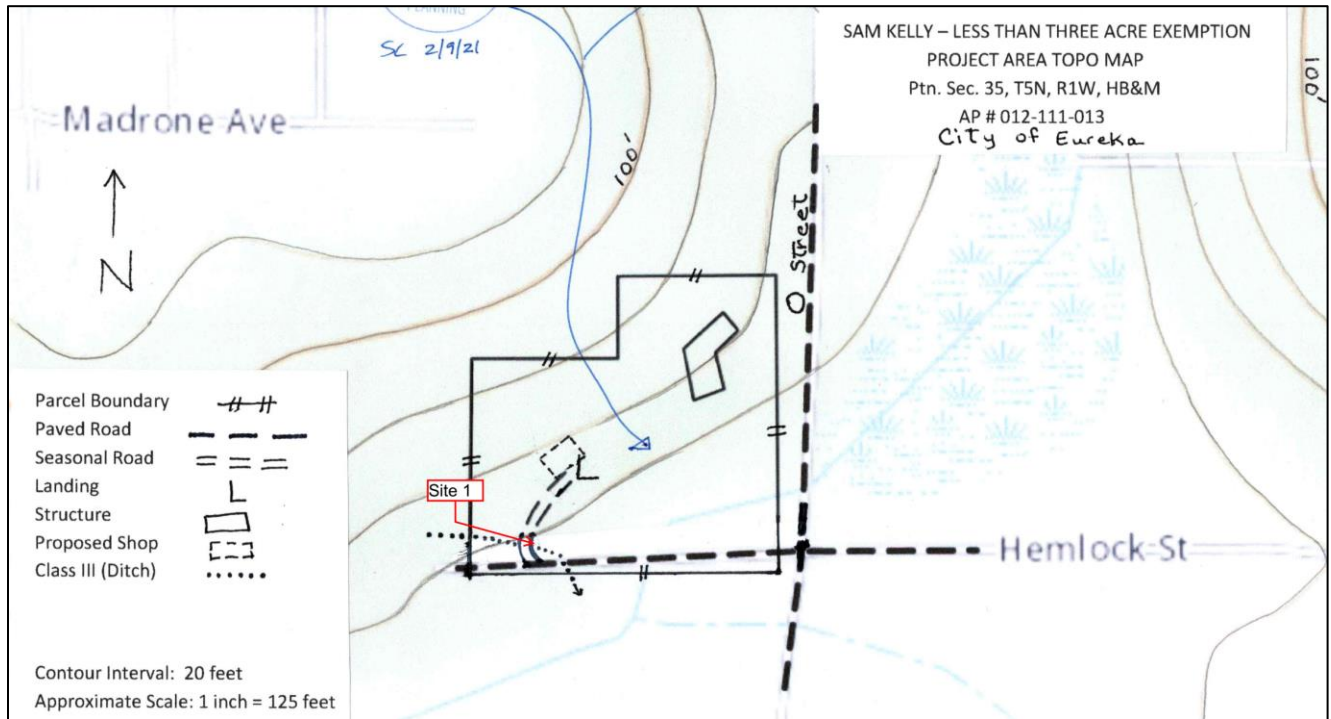 PLANNING
SC 2/9/21
SAM KELLY – LESS THAN THREE ACRE EXEMPTION
PROJECT AREA TOPO MAP
Ptn. Sec. 35, T5N, R1W, HB&M
AP # 012-111-013
City of Eureka
100'
Madrone Ave
100'
N
O Street
Parcel Boundary
Paved Road
Seasonal Road
Landing
Structure
Proposed Shop
Class III (Ditch)
Site 1
Hemlock St
Contour Interval: 20 feet
Approximate Scale: 1 inch = 125 feet